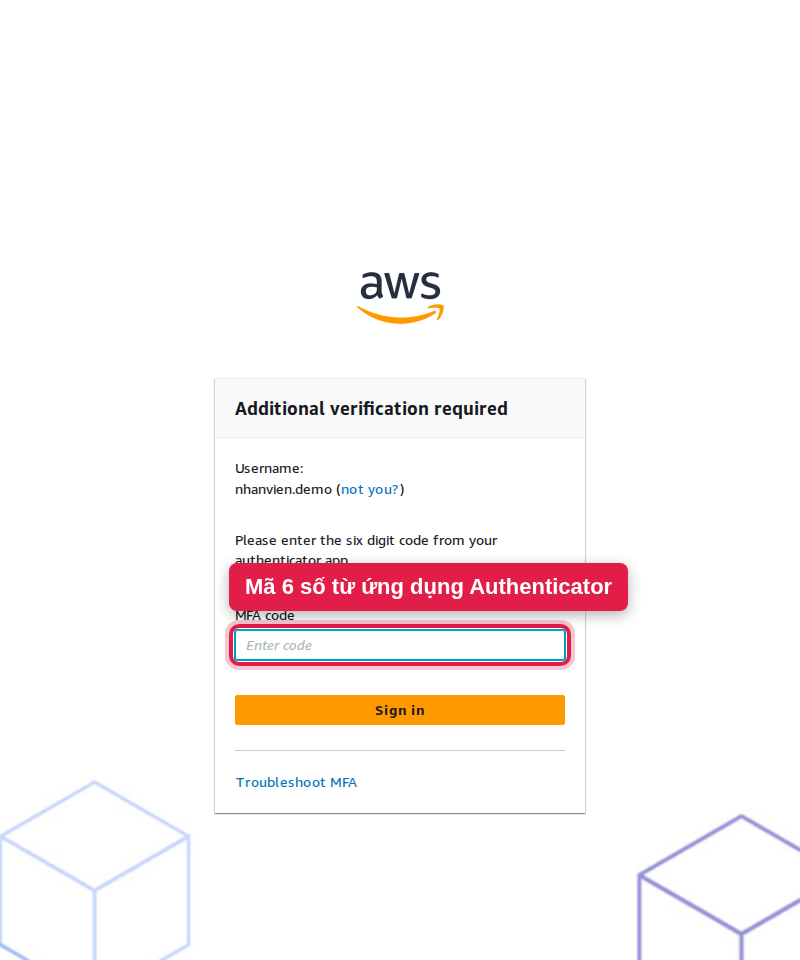 aws
Additional verification required
Username:
nhanvien.demo (not you?)
Please enter the six digit code from your
authenticator app
Mã 6 số từ ứng dụng Authenticator
MFA code
Enter code
Sign in
Troubleshoot MFA